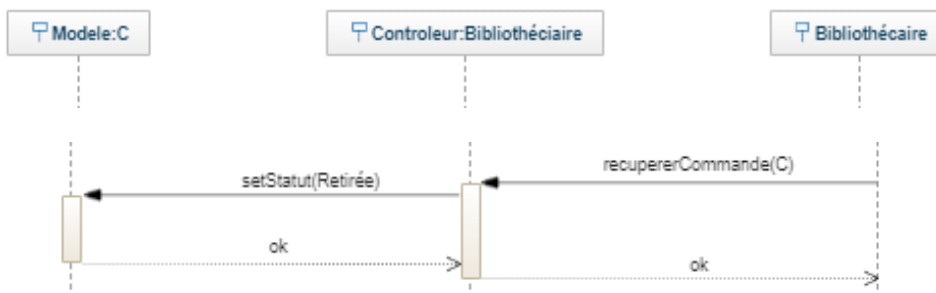 Modele:C
Controleur:Bibliothéciaire
Bibliothécaire
recupererCommande(C)
setStatut(Retirée)
ok
ok